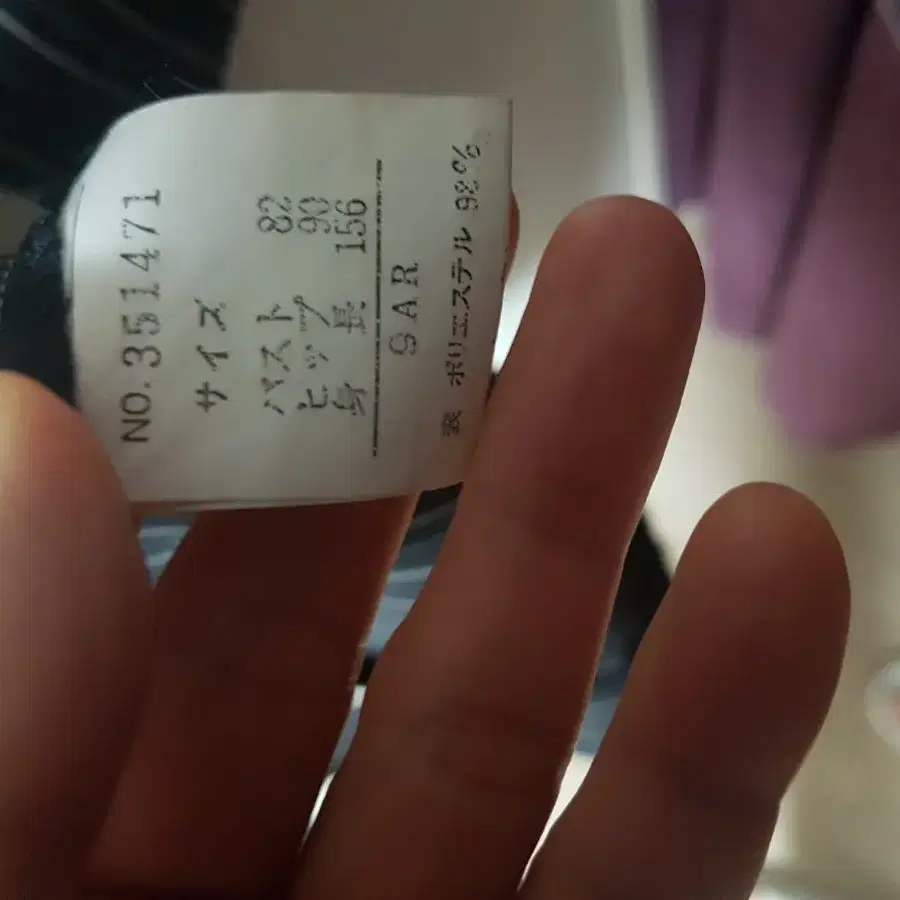 NO. 351471
サイズ
バスト 82
ヒップ 90
身長 156
9AR
表 ポリエステル 98%